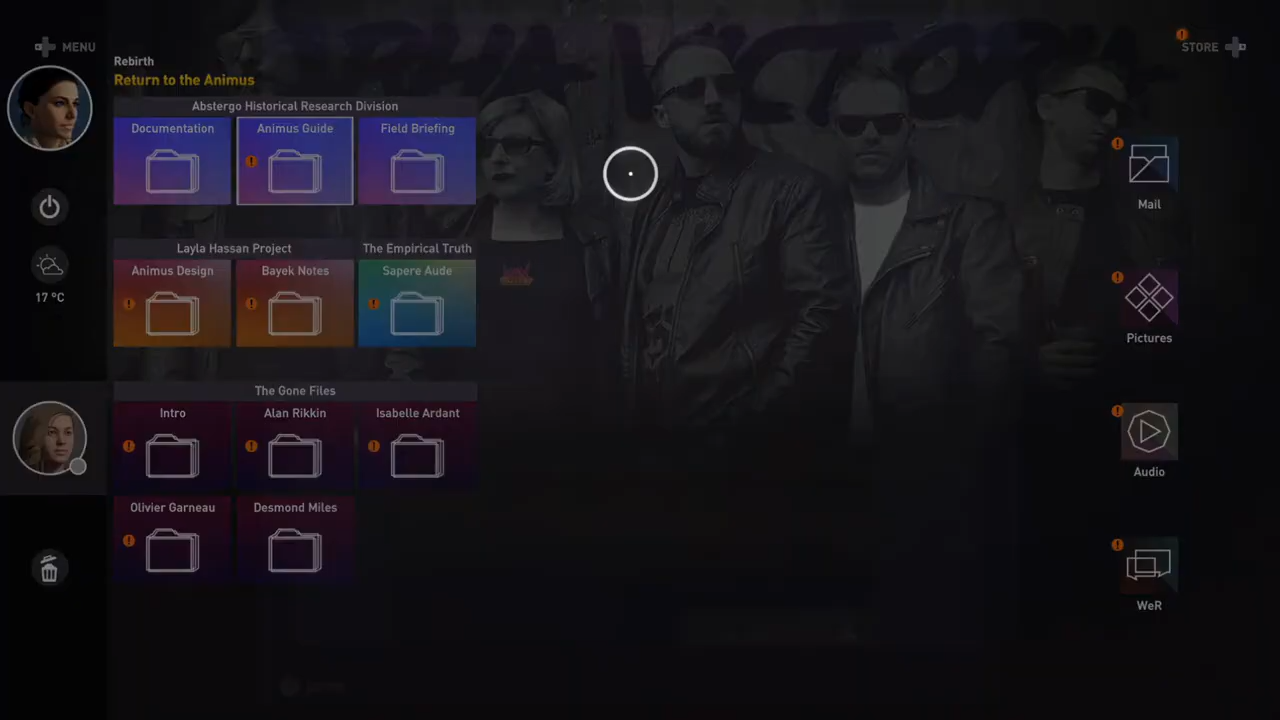 MENU
STORE
Rebirth
Return to the Animus
Abstergo Historical Research Division
Documentation
Animus Guide
Field Briefing
Layla Hassan Project
The Empirical Truth
Animus Design
Bayek Notes
Sapere Aude
17 °C
The Gone Files
Intro
Alan Rikkin
Isabelle Ardant
Olivier Garneau
Desmond Miles
Mail
Pictures
Audio
WeR